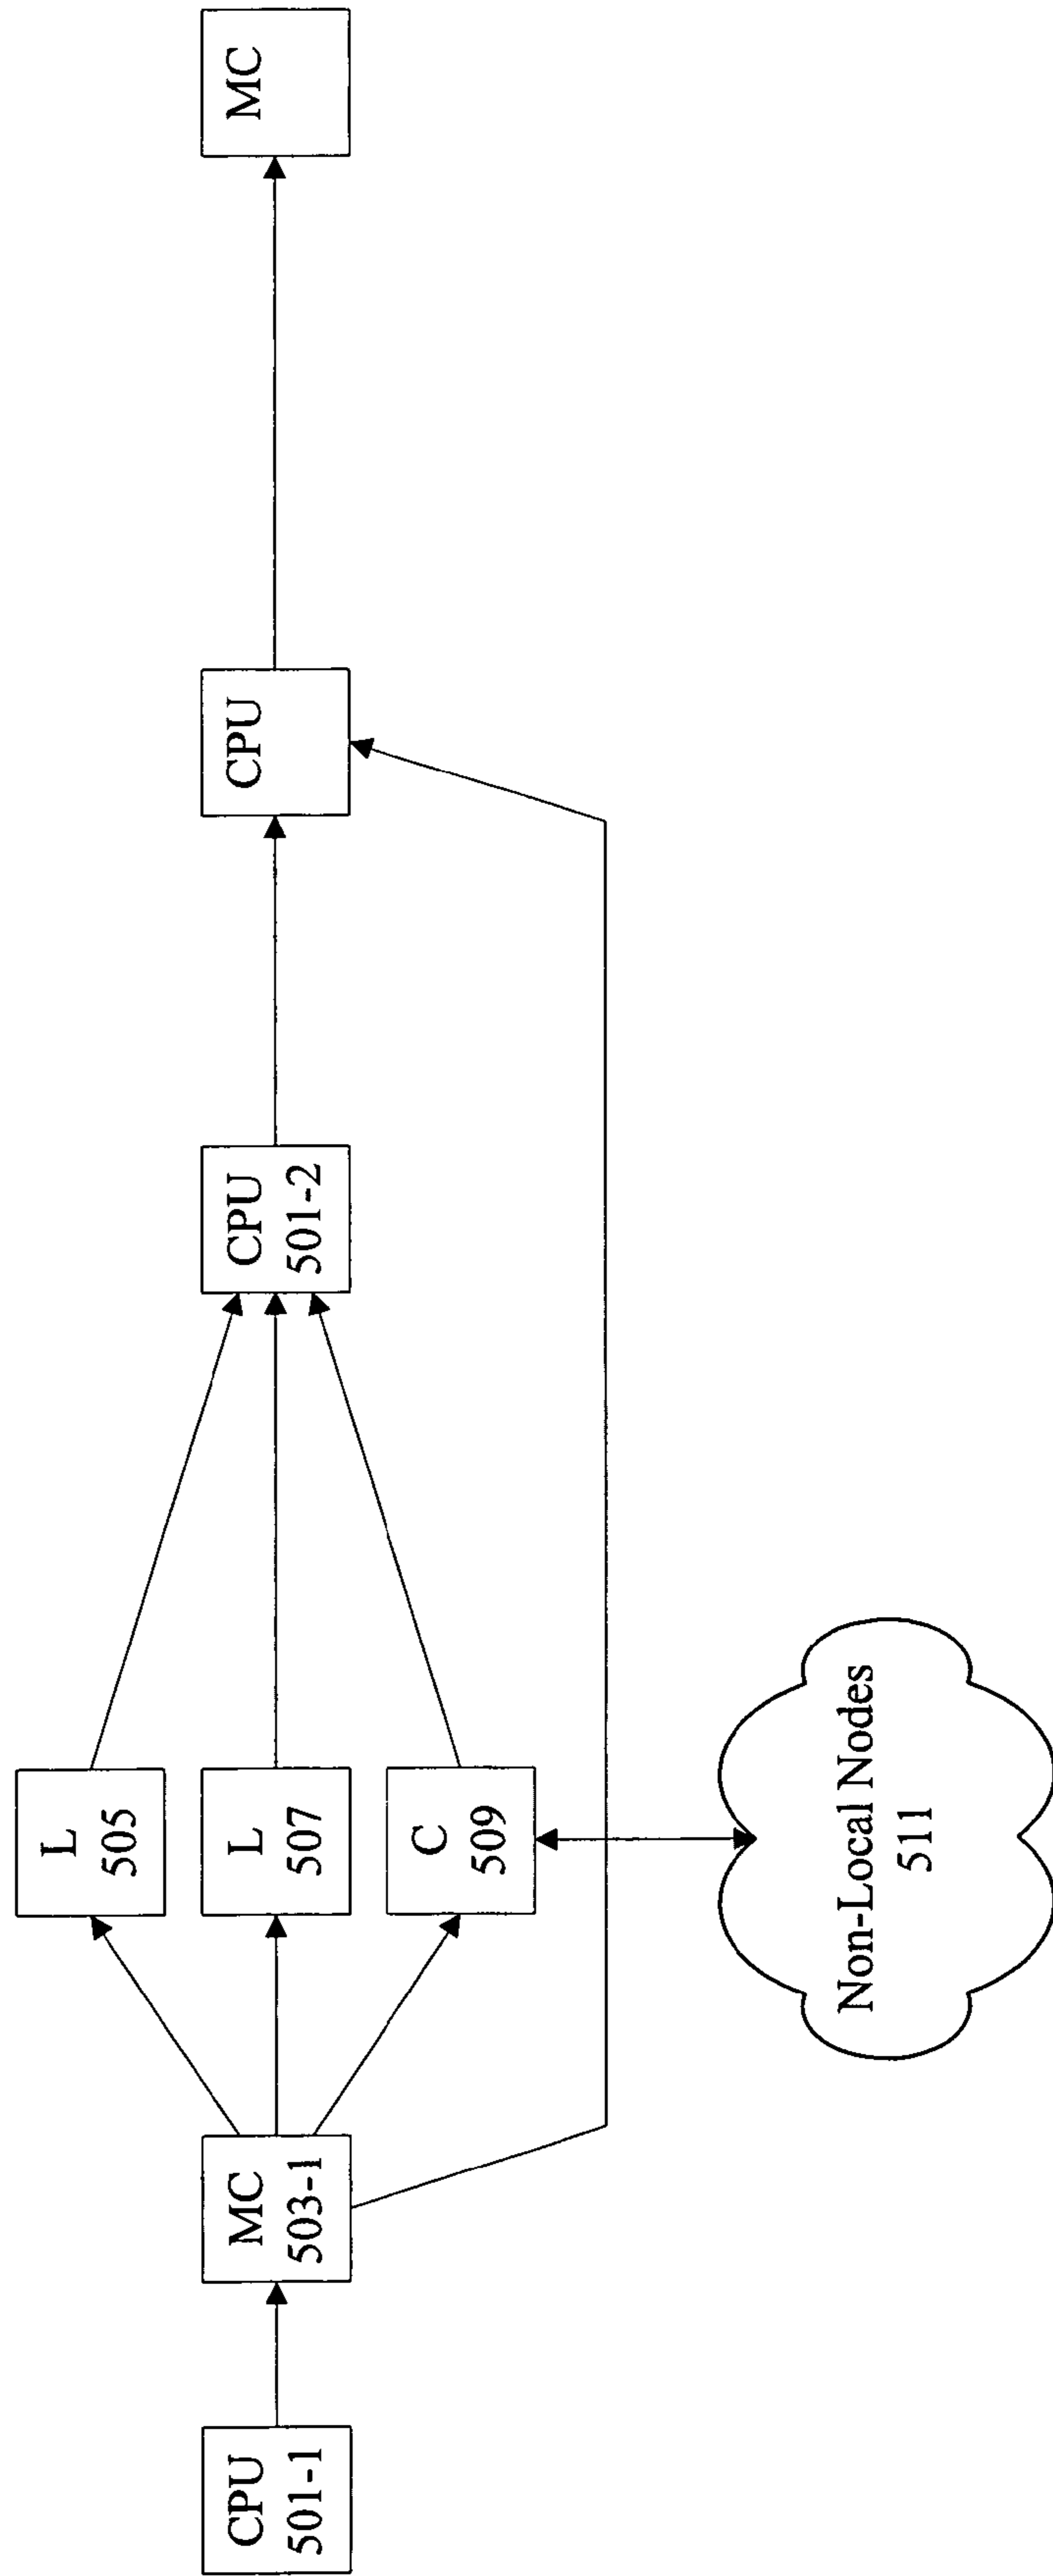 CPU
501-1
MC
503-1
L
505
L
507
C
509
CPU
501-2
CPU
MC
Non-Local Nodes
511